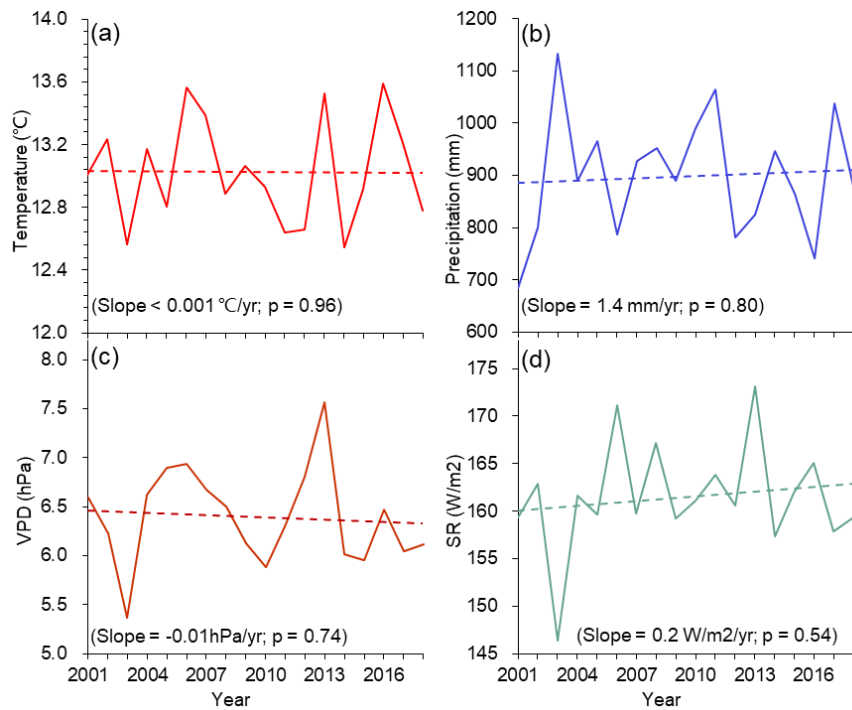 (a)
Temperature (℃)
14.0
13.6
13.2
12.8
12.4
12.0
(Slope < 0.001 ℃/yr; p = 0.96)
(b)
Precipitation (mm)
1200
1100
1000
900
800
700
600
(Slope = 1.4 mm/yr; p = 0.80)
(c)
VPD (hPa)
8.0
7.5
7.0
6.5
6.0
5.5
5.0
(Slope = -0.01hPa/yr; p = 0.74)
2001 2004 2007 2010 2013 2016
Year
(d)
SR (W/m2)
175
170
165
160
155
150
145
(Slope = 0.2 W/m2/yr; p = 0.54)
2001 2004 2007 2010 2013 2016
Year